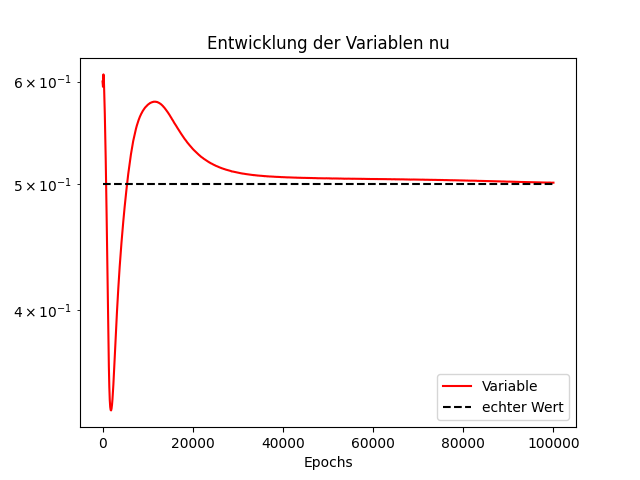 Entwicklung der Variablen nu
6 × 10⁻¹
5 × 10⁻¹
4 × 10⁻¹
Variable
echter Wert
0 20000 40000 60000 80000 100000
Epochs